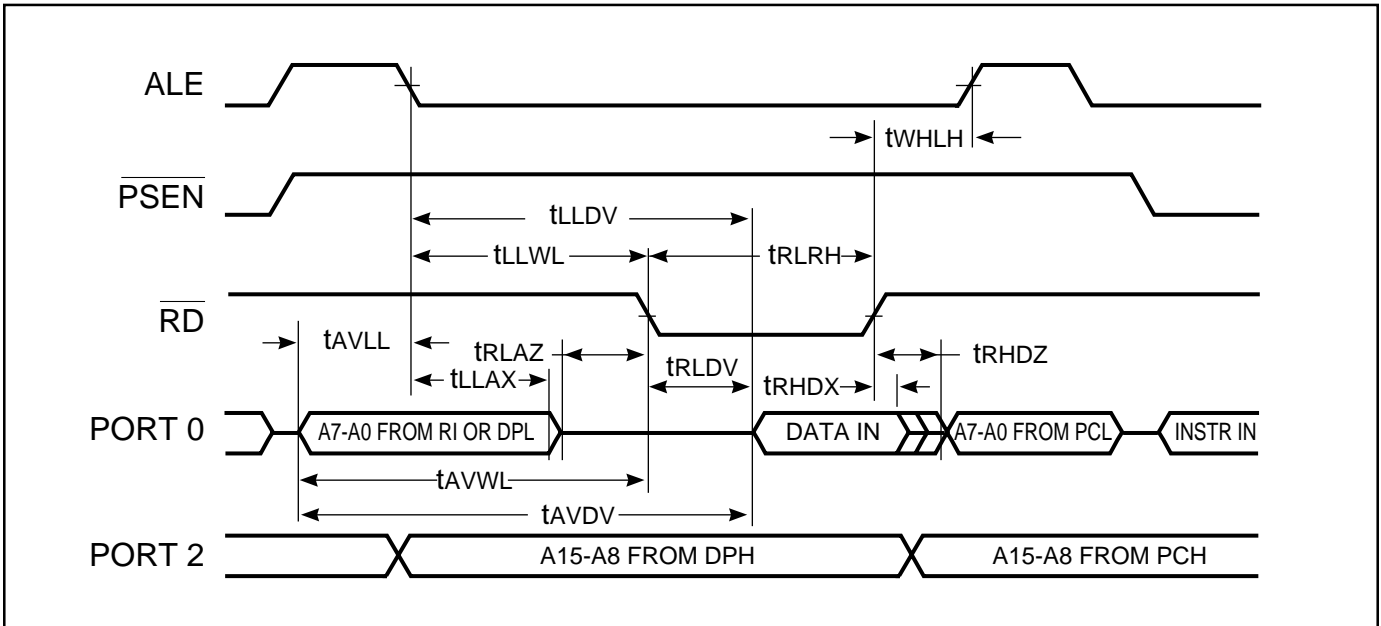 ALE
tWHLH
PSEN
tLLDV
tLLWL
tRLRH
RD
tAVLL
tRLAZ
tRHDZ
tLLAX
tRLDV
tRHDX
PORT 0
A7-A0 FROM RI OR DPL
DATA IN
A7-A0 FROM PCL
INSTR IN
tAVWL
tAVDV
PORT 2
A15-A8 FROM DPH
A15-A8 FROM PCH